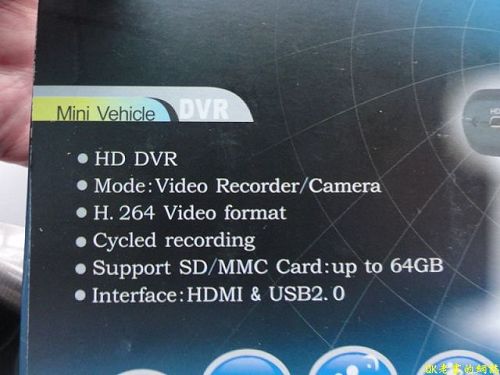 Mini Vehicle DVR
HD DVR
Mode:Video Recorder/Camera
H.264 Video format
Cycled recording
Support SD/MMC Card:up to 64GB
Interface:HDMI & USB2.0